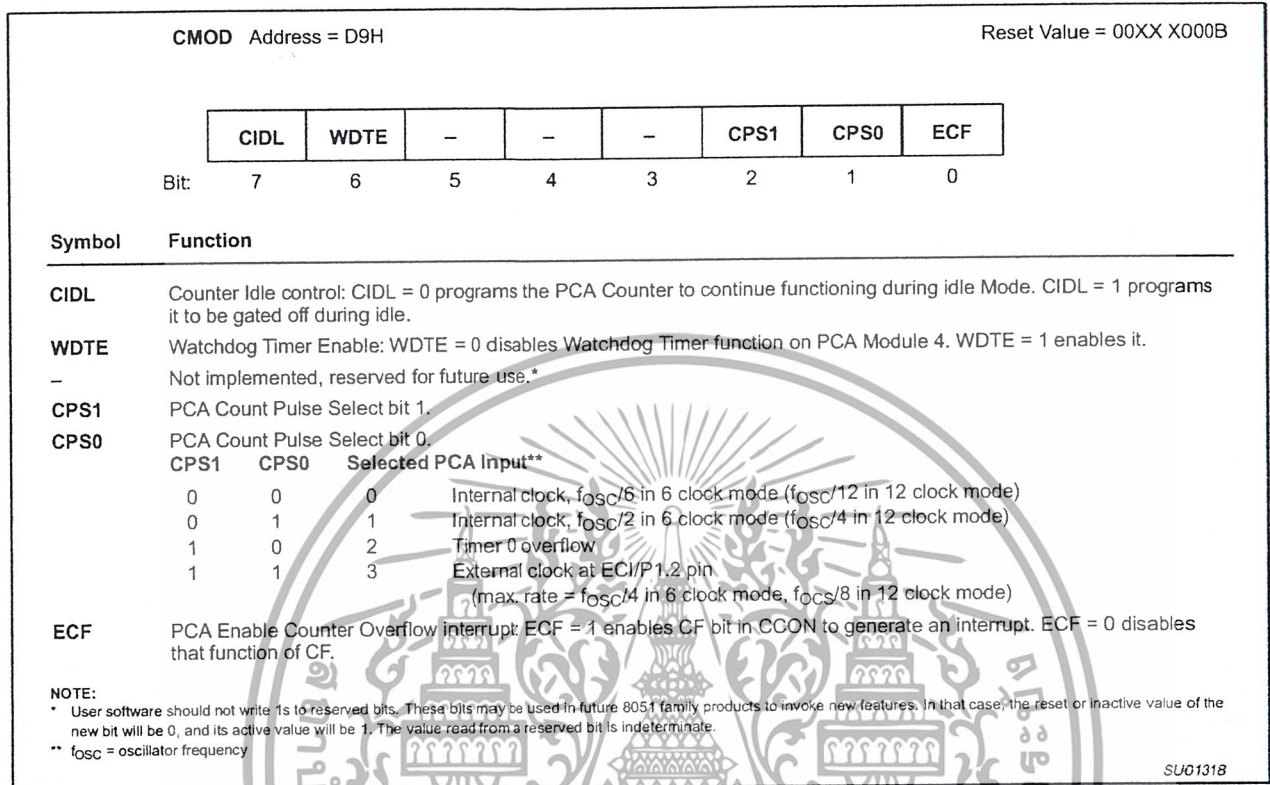 CMOD Address = D9H Reset Value = 00XX X000B
CIDL WDTE – – – CPS1 CPS0 ECF
Bit: 7 6 5 4 3 2 1 0
Symbol Function
CIDL Counter Idle control: CIDL = 0 programs the PCA Counter to continue functioning during idle Mode. CIDL = 1 programs
it to be gated off during idle.
WDTE Watchdog Timer Enable: WDTE = 0 disables Watchdog Timer function on PCA Module 4. WDTE = 1 enables it.
– Not implemented, reserved for future use.*
CPS1 PCA Count Pulse Select bit 1.
CPS0 PCA Count Pulse Select bit 0.
CPS1 CPS0 Selected PCA Input**
0 0 0 Internal clock, fOSC/6 in 6 clock mode (fOSC/12 in 12 clock mode)
0 1 1 Internal clock, fOSC/2 in 6 clock mode (fOSC/4 in 12 clock mode)
1 0 2 Timer 0 overflow
1 1 3 External clock at ECI/P1.2 pin
(max. rate = fOSC/4 in 6 clock mode, fOCS/8 in 12 clock mode)
ECF PCA Enable Counter Overflow interrupt: ECF = 1 enables CF bit in CCON to generate an interrupt. ECF = 0 disables
that function of CF.
NOTE:
* User software should not write 1s to reserved bits. These bits may be used in future 8051 family products to invoke new features. In that case, the reset or inactive value of the
new bit will be 0, and its active value will be 1. The value read from a reserved bit is indeterminate.
** fOSC = oscillator frequency
SU01318